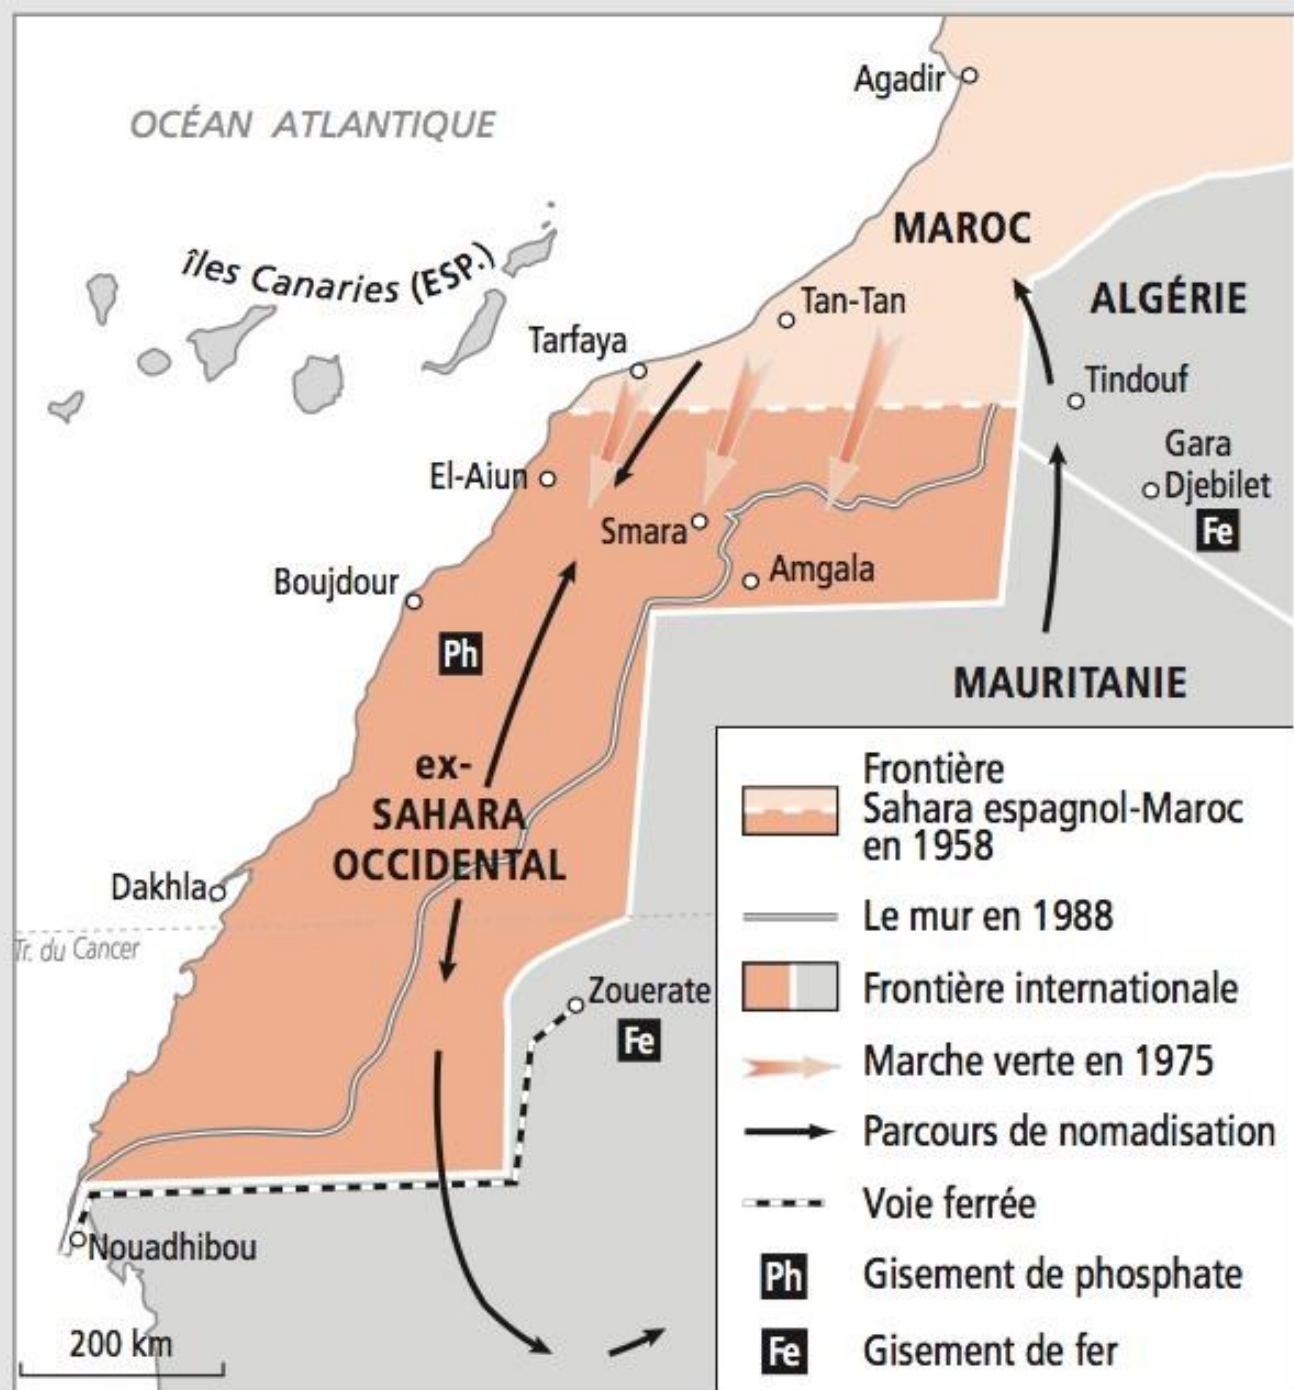 Agadir
OCÉAN ATLANTIQUE
MAROC
îles Canaries (ESP.)
ALGÉRIE
Tan-Tan
Tarfaya
Tindouf
Gara
Djebilet
Fe
El-Aiun
Smara
Amgala
Boujdour
Ph
MAURITANIE
ex-
SAHARA
OCCIDENTAL
Dakhla
Tr. du Cancer
Zouerate
Fe
Nouadhibou
200 km
Frontière
Sahara espagnol-Maroc
en 1958
Le mur en 1988
Frontière internationale
Marche verte en 1975
Parcours de nomadisation
Voie ferrée
Ph Gisement de phosphate
Fe Gisement de fer